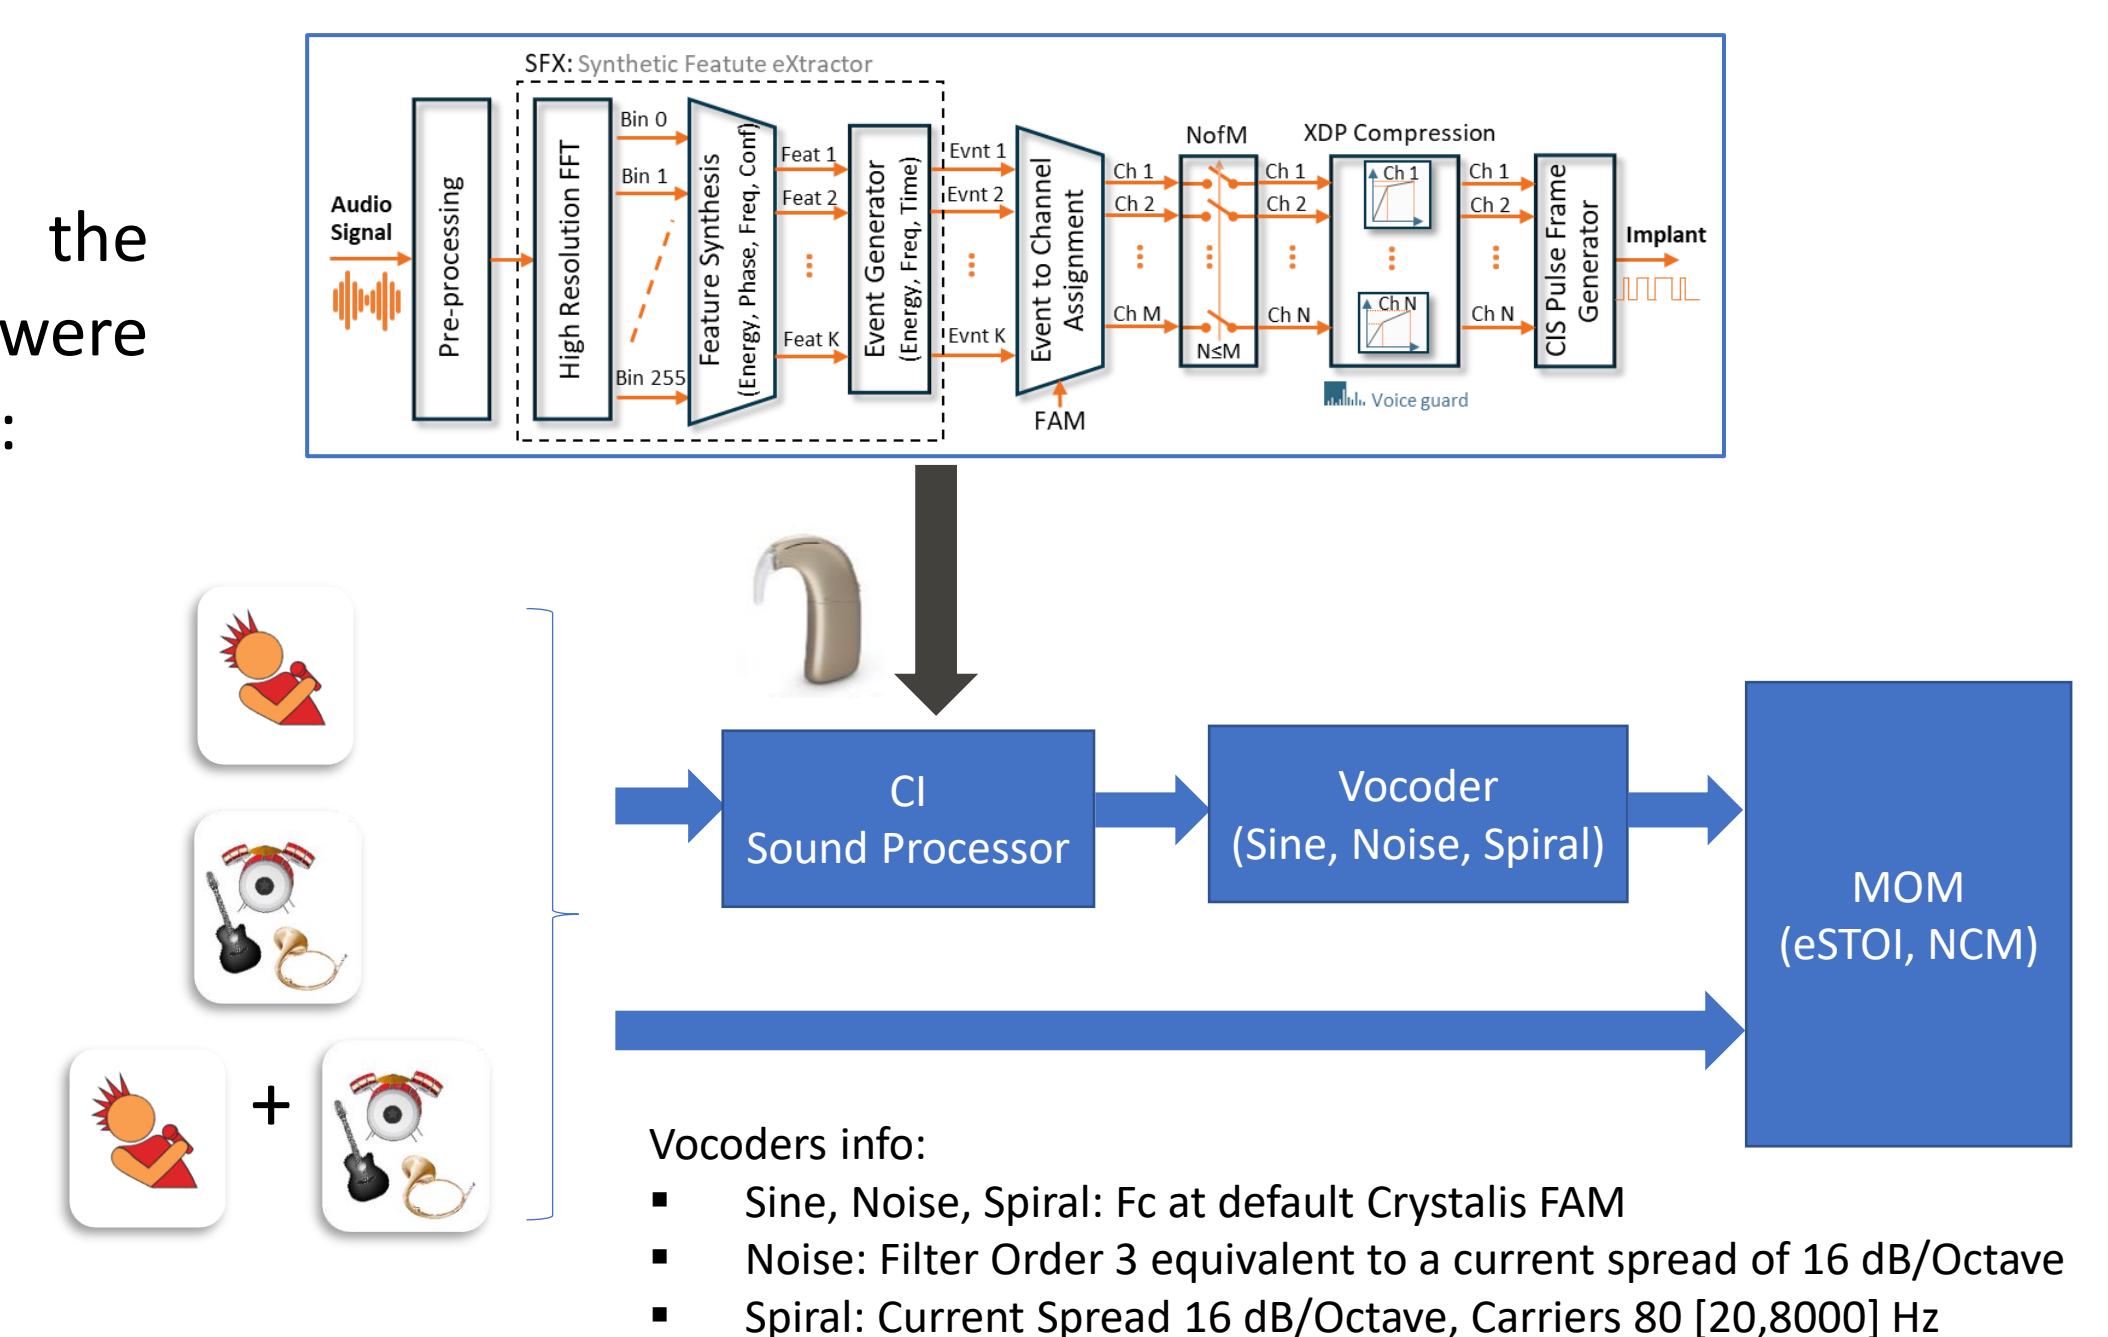 the
were
:
SFX: Synthetic Featute eXtractor
Audio
Signal
Pre-processing
High Resolution FFT
Bin 0
Bin 1
Bin 255
Feature Synthesis
(Energy, Phase, Freq, Conf)
Feat 1
Feat 2
Feat K
Event Generator
(Energy, Freq, Time)
Evnt 1
Evnt 2
Evnt K
Event to Channel
Assignment
FAM
Ch 1
Ch 2
Ch M
NofM
N≤M
Ch 1
Ch 2
Ch N
XDP Compression
Ch 1
Ch N
Voice guard
Ch 1
Ch 2
Ch N
CIS Pulse Frame
Generator
Implant
CI
Sound Processor
Vocoder
(Sine, Noise, Spiral)
MOM
(eSTOI, NCM)
+
Vocoders info:
▪ Sine, Noise, Spiral: Fc at default Crystalis FAM
▪ Noise: Filter Order 3 equivalent to a current spread of 16 dB/Octave
▪ Spiral: Current Spread 16 dB/Octave, Carriers 80 [20,8000] Hz